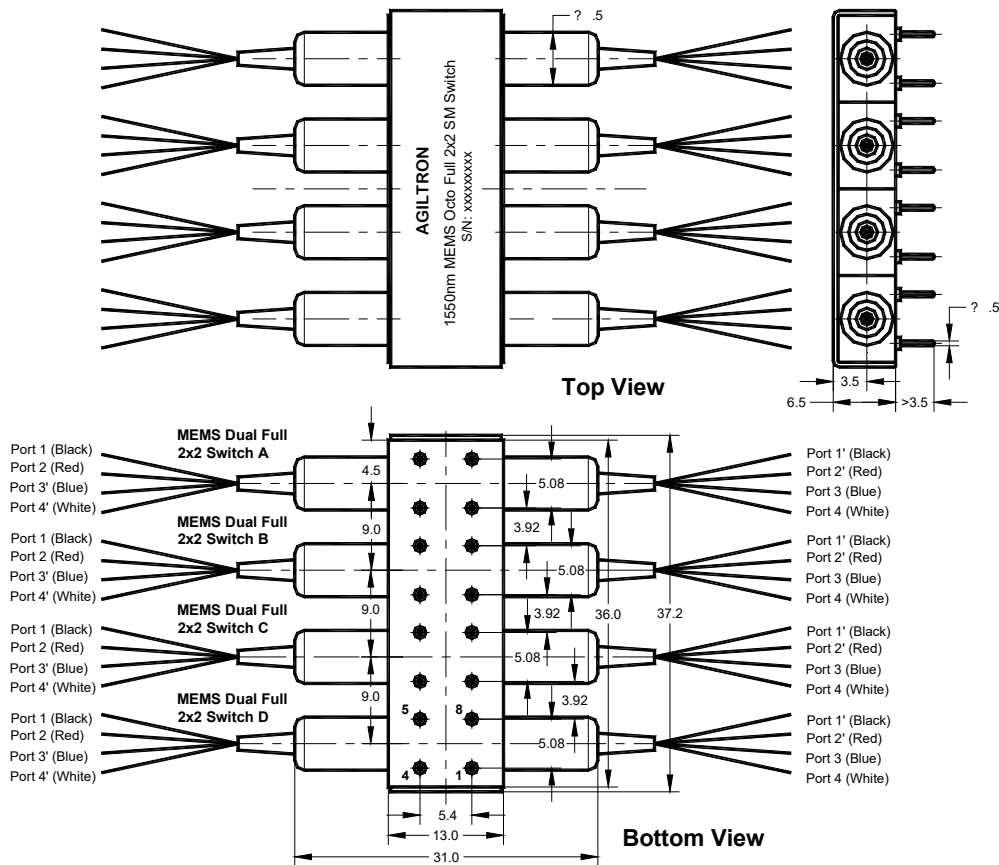 ? .5
AGILTRON
1550nm MEMS Octo Full 2x2 SM Switch
S/N: xxxxxxxxx
? .5
3.5
6.5
>3.5
Top View
MEMS Dual Full
2x2 Switch A
Port 1 (Black)
Port 2 (Red)
Port 3' (Blue)
Port 4' (White)
4.5
9.0
5.08
3.92
Port 1' (Black)
Port 2' (Red)
Port 3 (Blue)
Port 4 (White)
MEMS Dual Full
2x2 Switch B
Port 1 (Black)
Port 2 (Red)
Port 3' (Blue)
Port 4' (White)
9.0
5.08
3.92
36.0
37.2
Port 1' (Black)
Port 2' (Red)
Port 3 (Blue)
Port 4 (White)
MEMS Dual Full
2x2 Switch C
Port 1 (Black)
Port 2 (Red)
Port 3' (Blue)
Port 4' (White)
9.0
5.08
3.92
Port 1' (Black)
Port 2' (Red)
Port 3 (Blue)
Port 4 (White)
MEMS Dual Full
2x2 Switch D
Port 1 (Black)
Port 2 (Red)
Port 3' (Blue)
Port 4' (White)
5
8
5.08
4
1
Port 1' (Black)
Port 2' (Red)
Port 3 (Blue)
Port 4 (White)
5.4
13.0
31.0
Bottom View